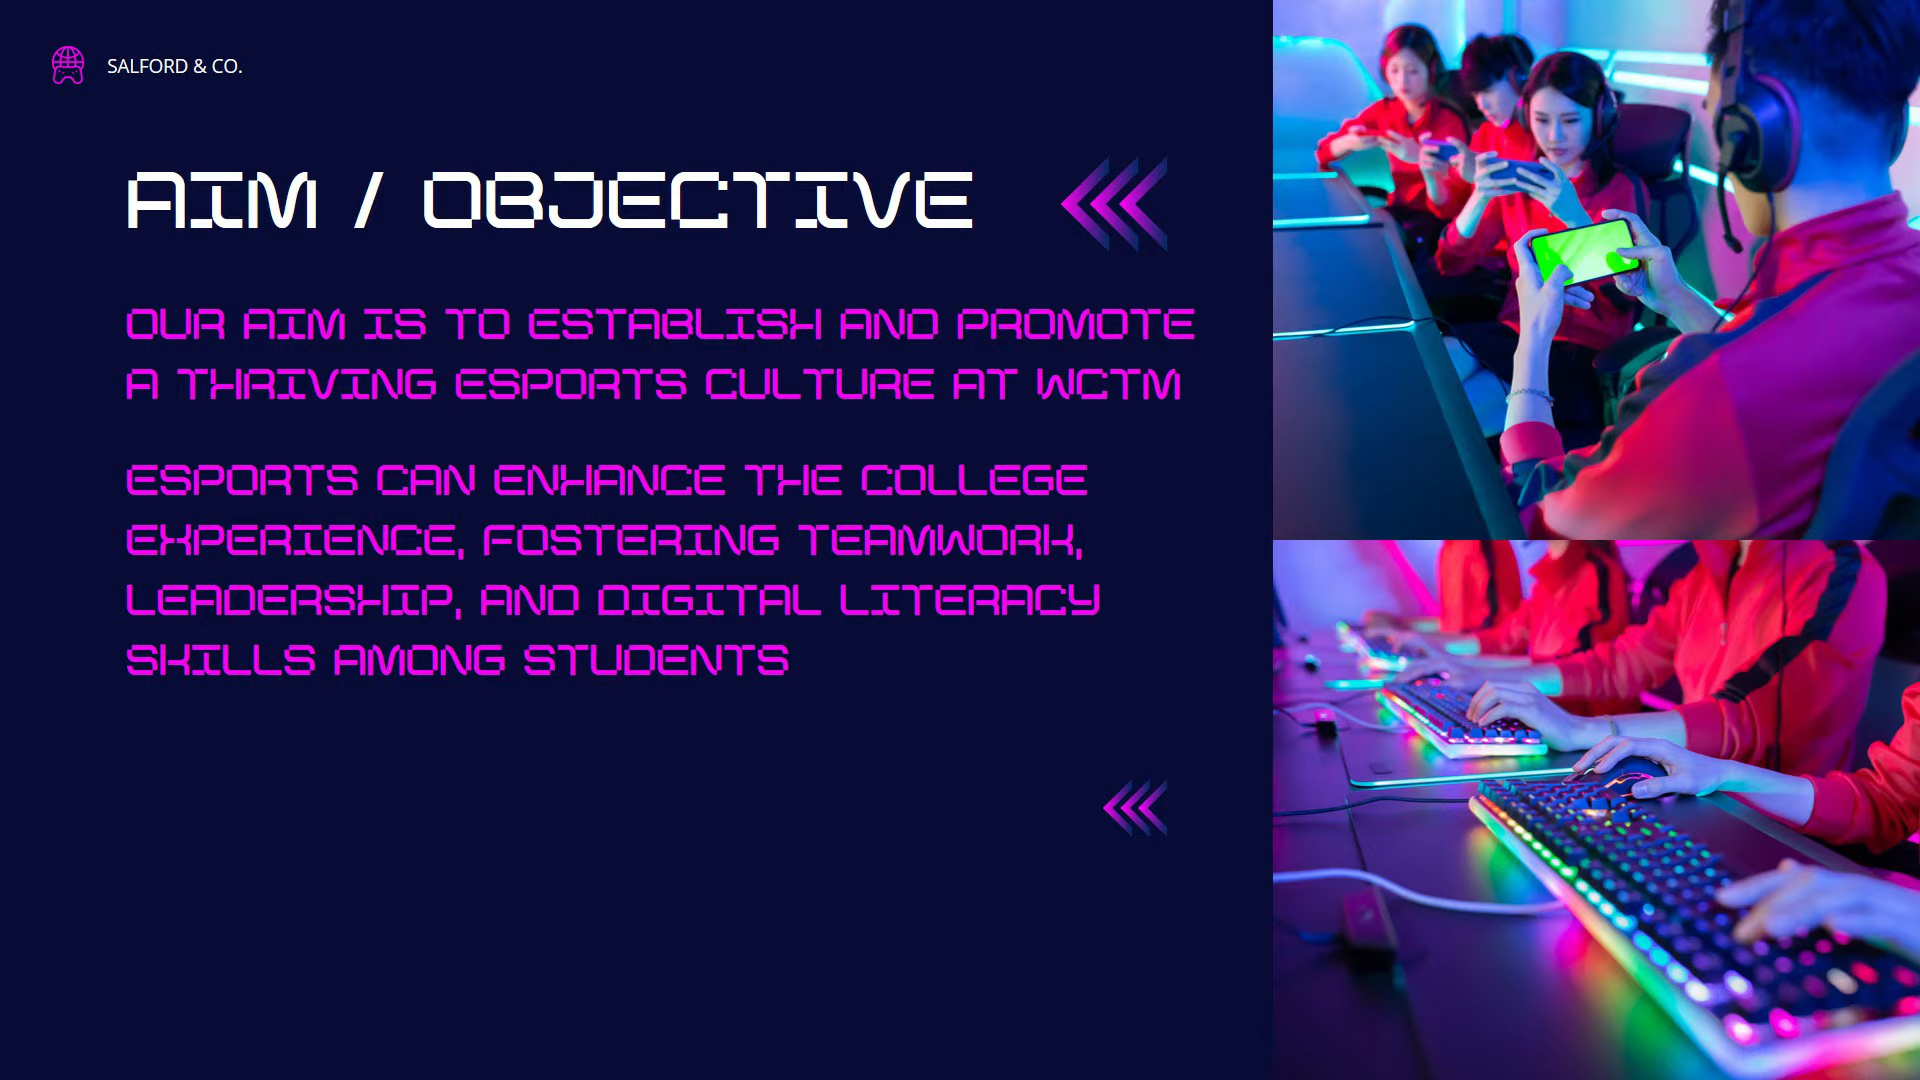 SALFORD & CO.
AIM / OBJECTIVE
OUR AIM IS TO ESTABLISH AND PROMOTE
A THRIVING ESPORTS CULTURE AT WCTM
ESPORTS CAN ENHANCE THE COLLEGE
EXPERIENCE, FOSTERING TEAMWORK,
LEADERSHIP, AND DIGITAL LITERACY
SKILLS AMONG STUDENTS